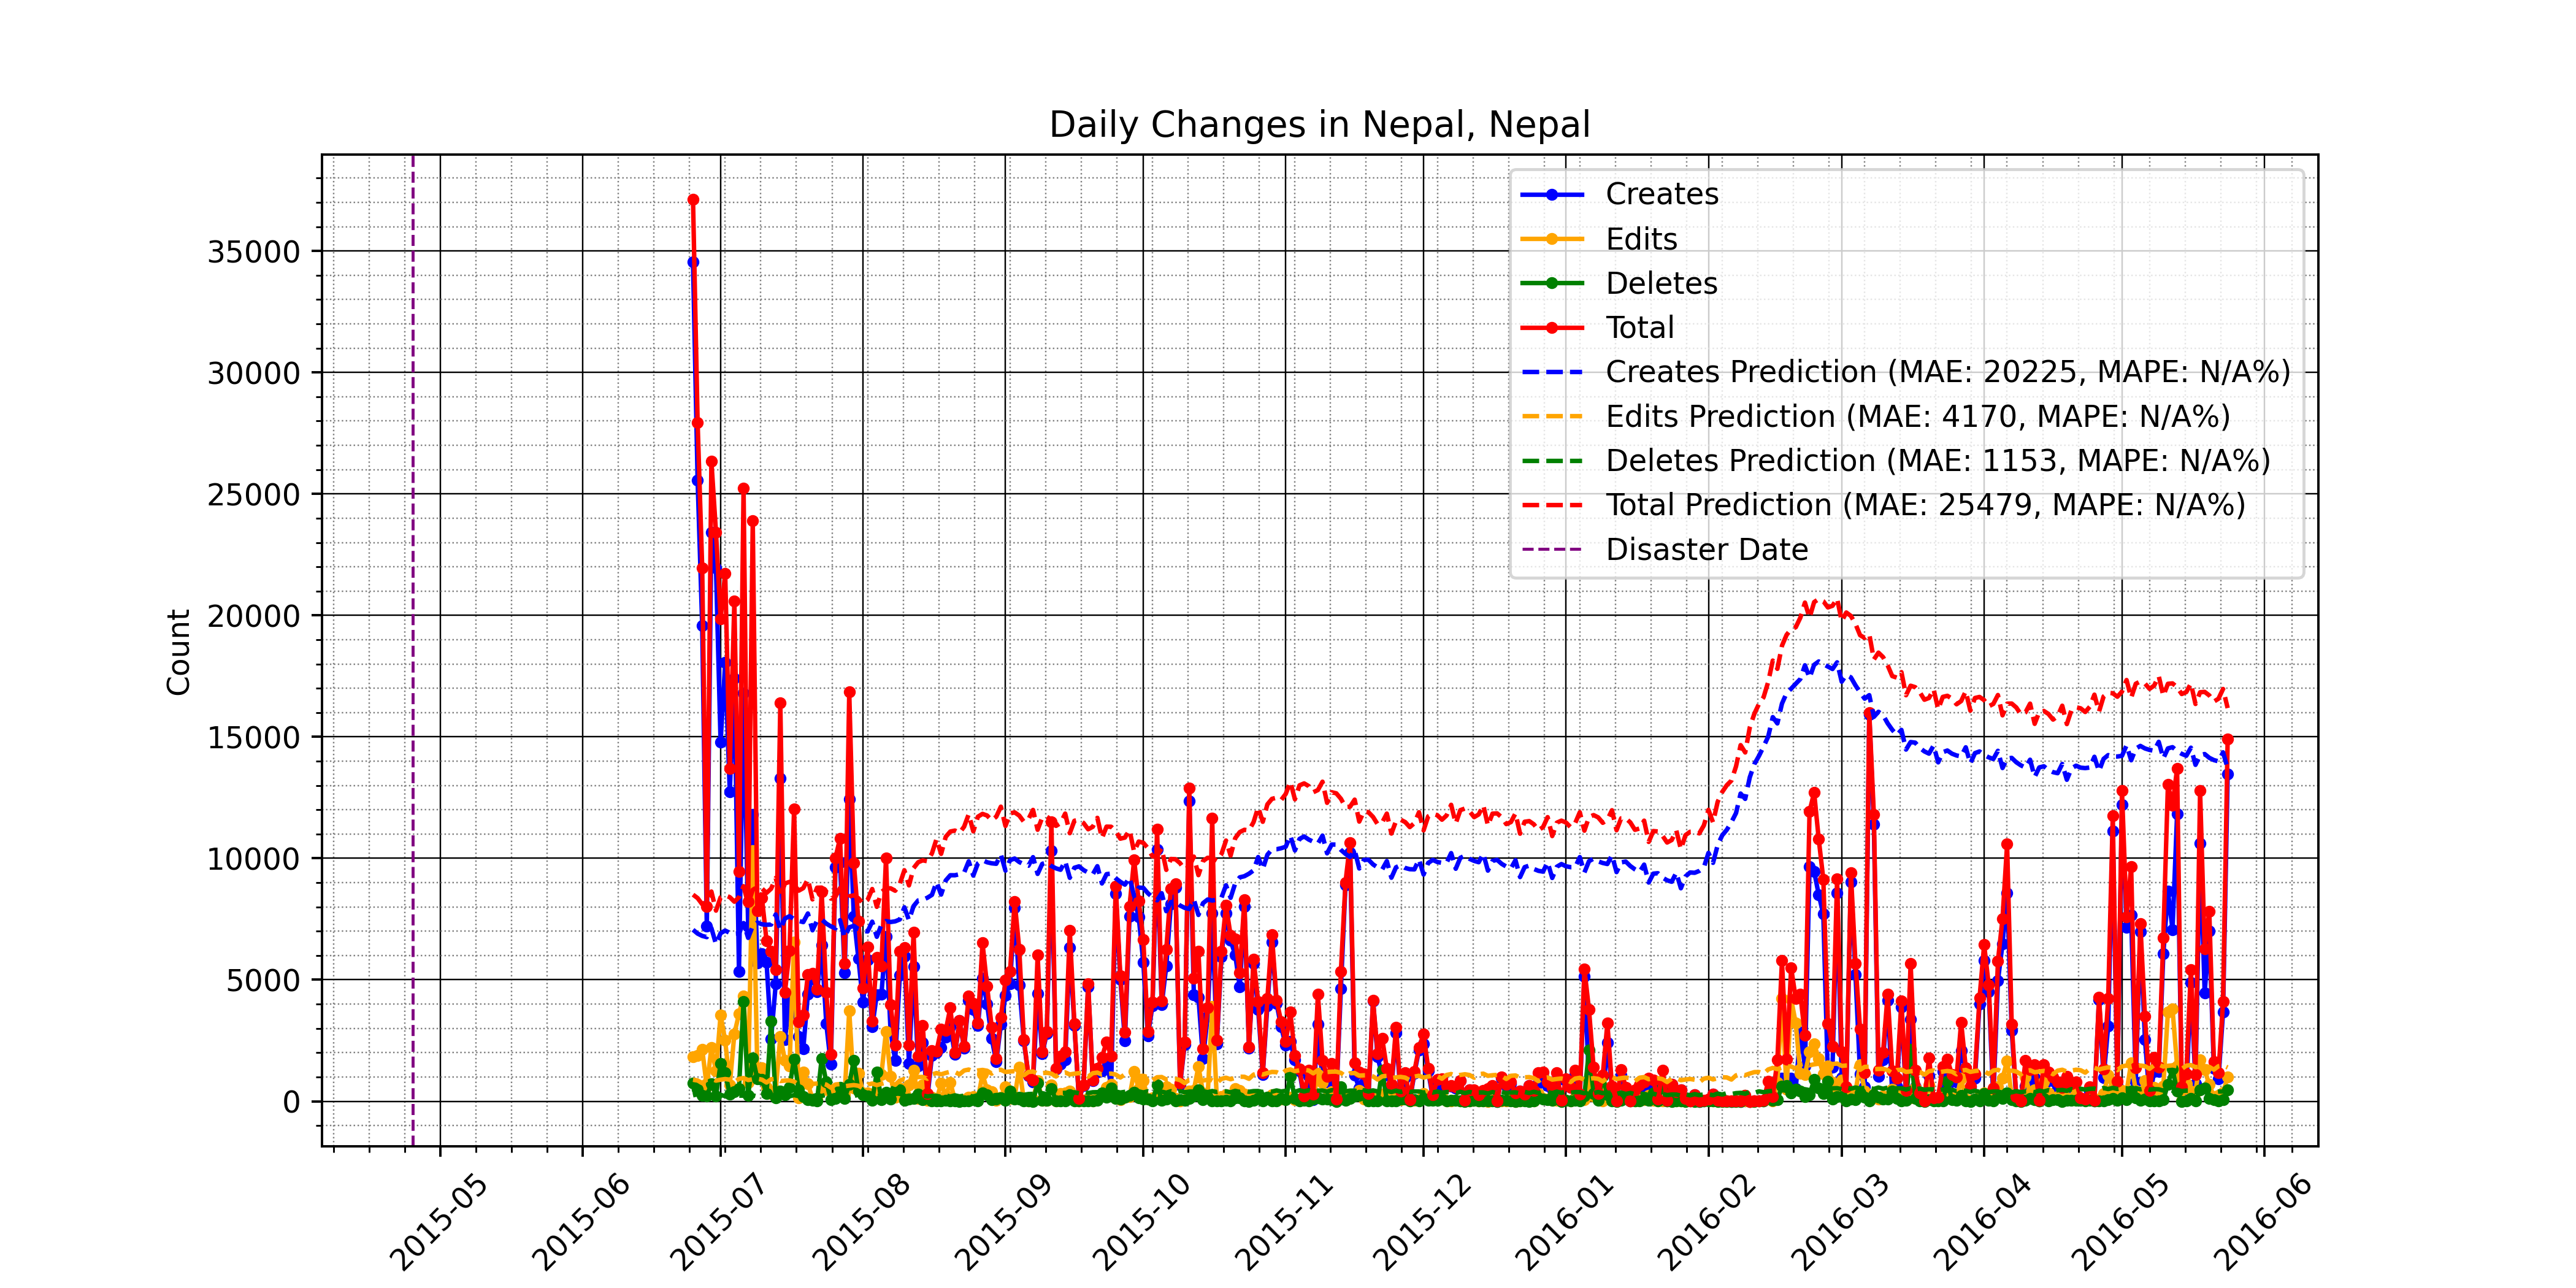 Daily Changes in Nepal, Nepal
Creates
Edits
Deletes
Total
Creates Prediction (MAE: 20225, MAPE: N/A%)
Edits Prediction (MAE: 4170, MAPE: N/A%)
Deletes Prediction (MAE: 1153, MAPE: N/A%)
Total Prediction (MAE: 25479, MAPE: N/A%)
Disaster Date
Count
35000
30000
25000
20000
15000
10000
5000
0
2015-05
2015-06
2015-07
2015-08
2015-09
2015-10
2015-11
2015-12
2016-01
2016-02
2016-03
2016-04
2016-05
2016-06